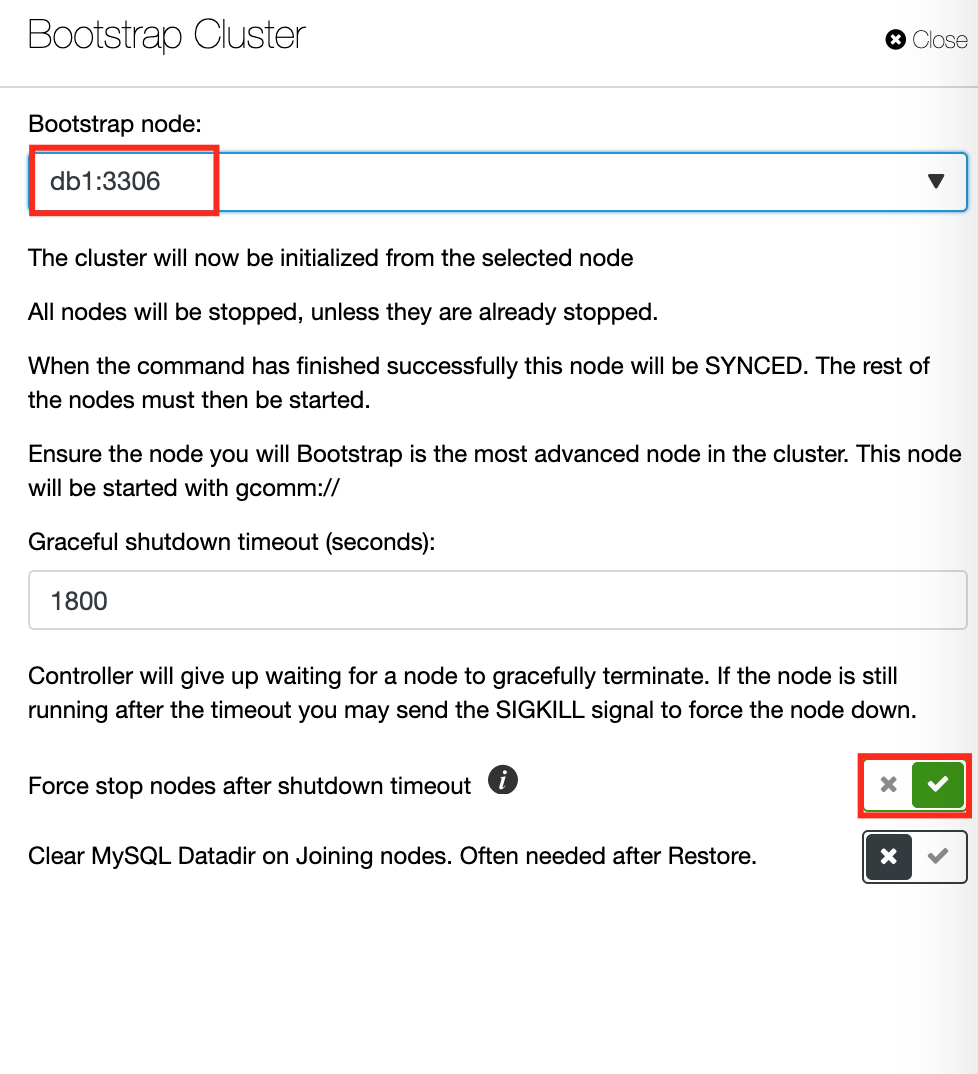 Bootstrap Cluster
Close
Bootstrap node:
db1:3306
The cluster will now be initialized from the selected node
All nodes will be stopped, unless they are already stopped.
When the command has finished successfully this node will be SYNCED. The rest of
the nodes must then be started.
Ensure the node you will Bootstrap is the most advanced node in the cluster. This node
will be started with gcomm://
Graceful shutdown timeout (seconds):
1800
Controller will give up waiting for a node to gracefully terminate. If the node is still
running after the timeout you may send the SIGKILL signal to force the node down.
Force stop nodes after shutdown timeout
Clear MySQL Datadir on Joining nodes. Often needed after Restore.